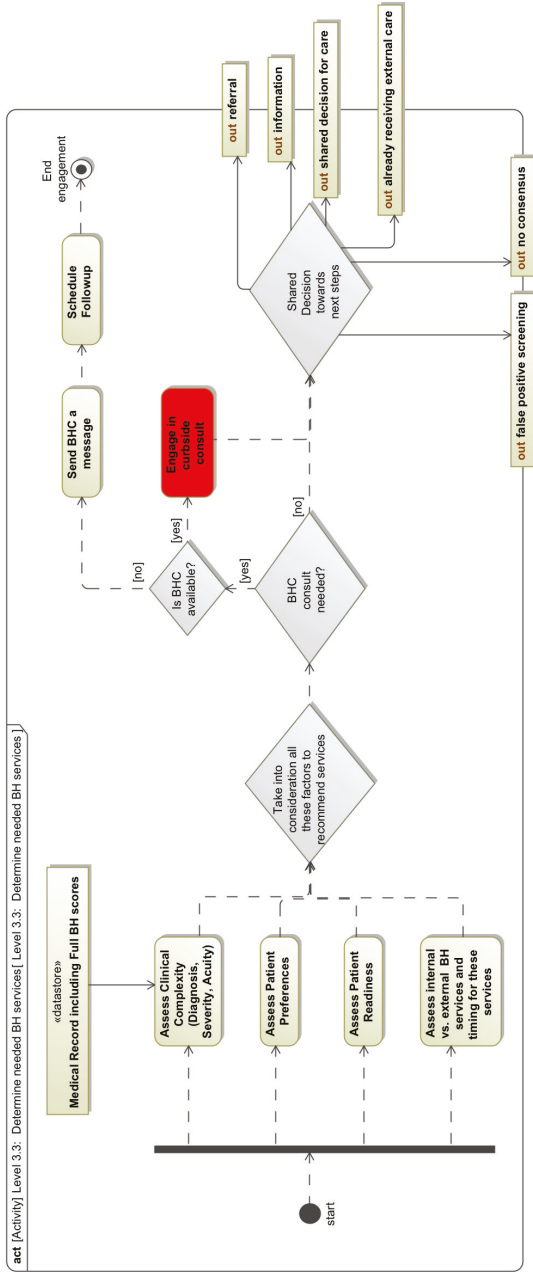 act [Activity] Level 3.3: Determine needed BH services[ Level 3.3: Determine needed BH services ]
«datastore»
Medical Record including Full BH scores
start
Assess Clinical
Complexity
(Diagnosis,
Severity, Acuity)
Assess Patient
Preferences
Assess Patient
Readiness
Assess internal
vs. external BH
services and
timing for these
services
Take into
consideration all
these factors to
recommend services
BHC
consult
needed?
[yes]
[no]
Is BHC
available?
[no]
[yes]
Send BHC a
message
Schedule
Followup
End
engagement
Engage in
curbside
consult
Shared
Decision
towards
next steps
out referral
out information
out shared decision for care
out already receiving external care
out false positive screening
out no consensus